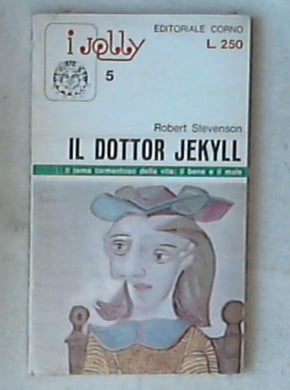 i Jolly
EDITORIALE CORNO
L. 250
5
Robert Stevenson
IL DOTTOR JEKYLL
Il tema tormentoso della vita: il bene e il male